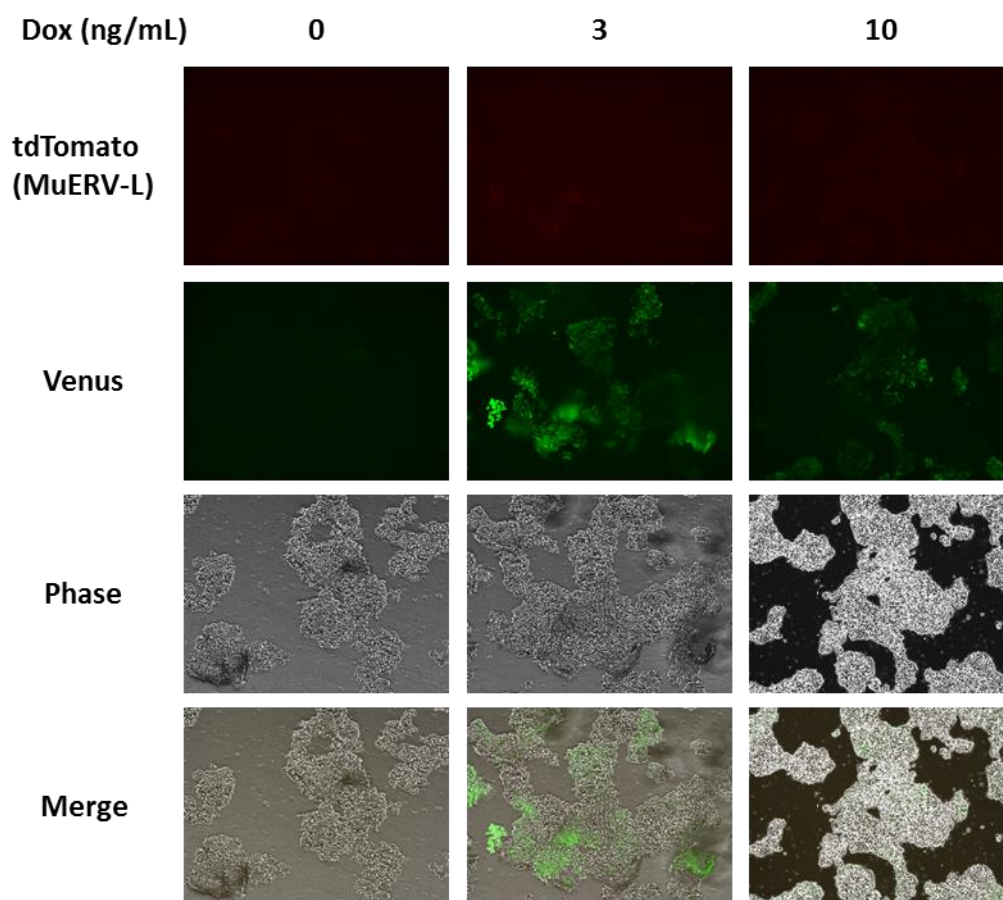 Dox (ng/mL) 0 3 10
tdTomato
(MuERV-L)
Venus
Phase
Merge